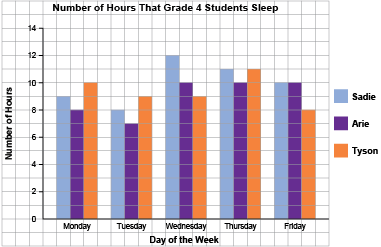 Number of Hours That Grade 4 Students Sleep
14
12
10
8
6
4
2
0
Number of Hours
Monday Tuesday Wednesday Thursday Friday
Day of the Week
Sadie
Arie
Tyson